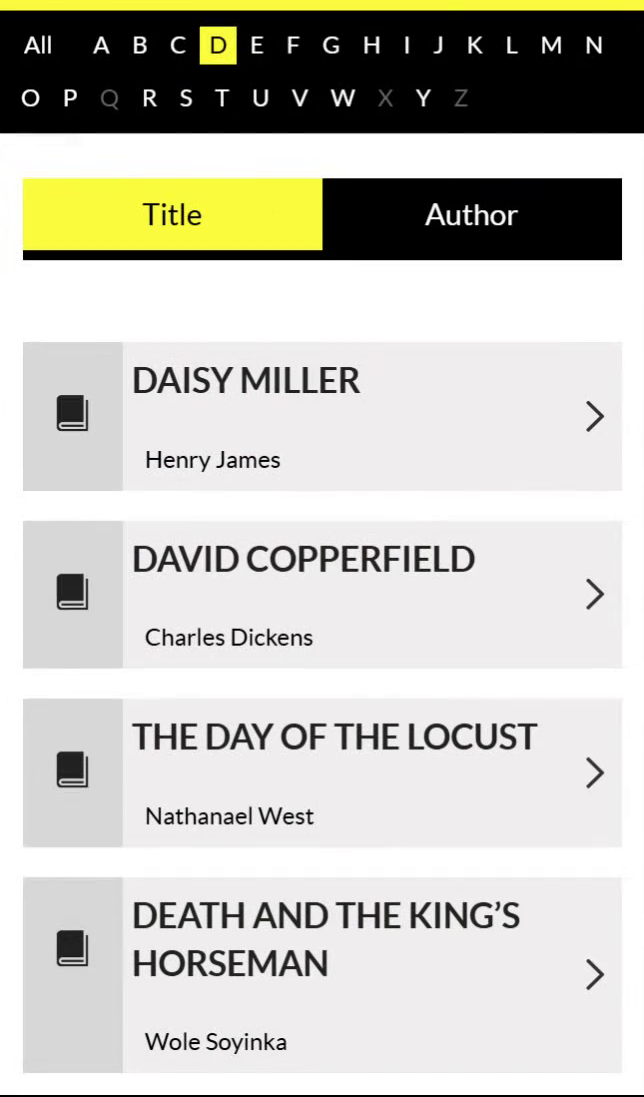 All A B C D E F G H I J K L M N
O P Q R S T U V W X Y Z
Title Author
DAISY MILLER
Henry James
DAVID COPPERFIELD
Charles Dickens
THE DAY OF THE LOCUST
Nathanael West
DEATH AND THE KING’S
HORSEMAN
Wole Soyinka